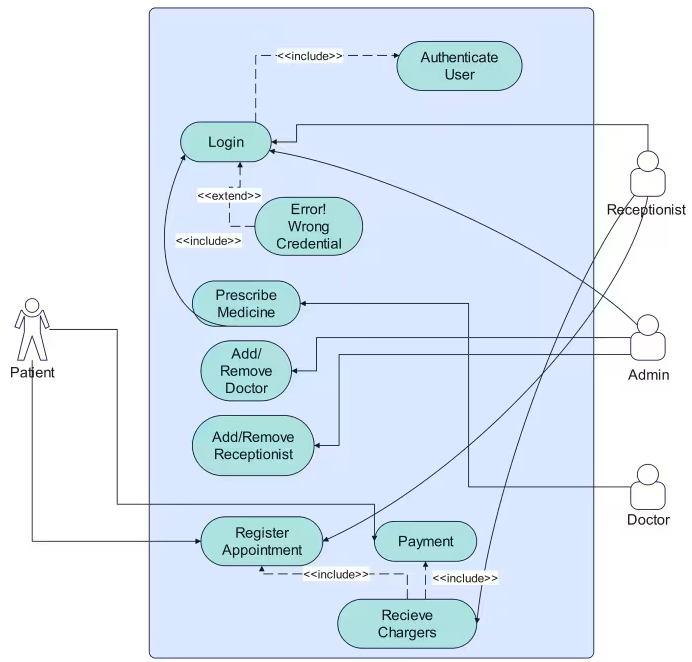 <<include>>
Authenticate
User
Login
<<extend>>
Error!
Wrong
Credential
<<include>>
Receptionist
Prescribe
Medicine
Patient
Add/
Remove
Doctor
Admin
Add/Remove
Receptionist
Doctor
Register
Appointment
Payment
<<include>>
<<include>>
Recieve
Chargers